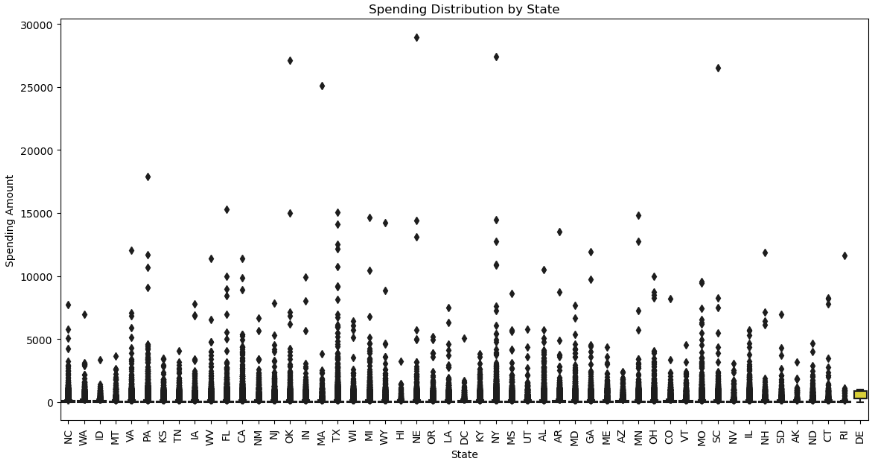 Spending Distribution by State
30000
25000
20000
15000
10000
5000
0
Spending Amount
NC WA ID MT VA PA KS TN IA WV FL CA NM NJ OK IN MA TX WI MI WY HI NE OR LA DC KY NY MS UT AL AR MD GA ME AZ MN OH CO VT MO SC NV IL NH SD AK ND CT RI DE
State